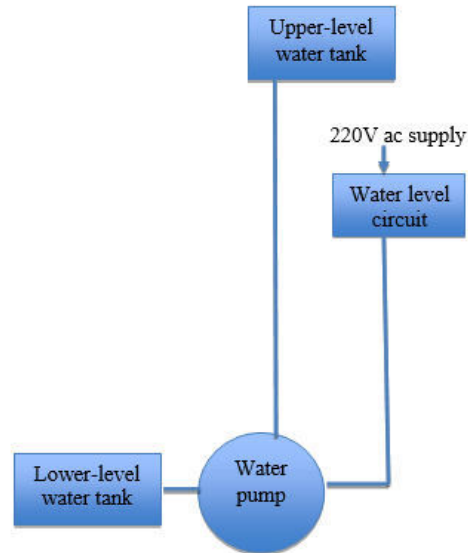 Upper-level
water tank
220V ac supply
Water level
circuit
Lower-level
water tank
Water
pump